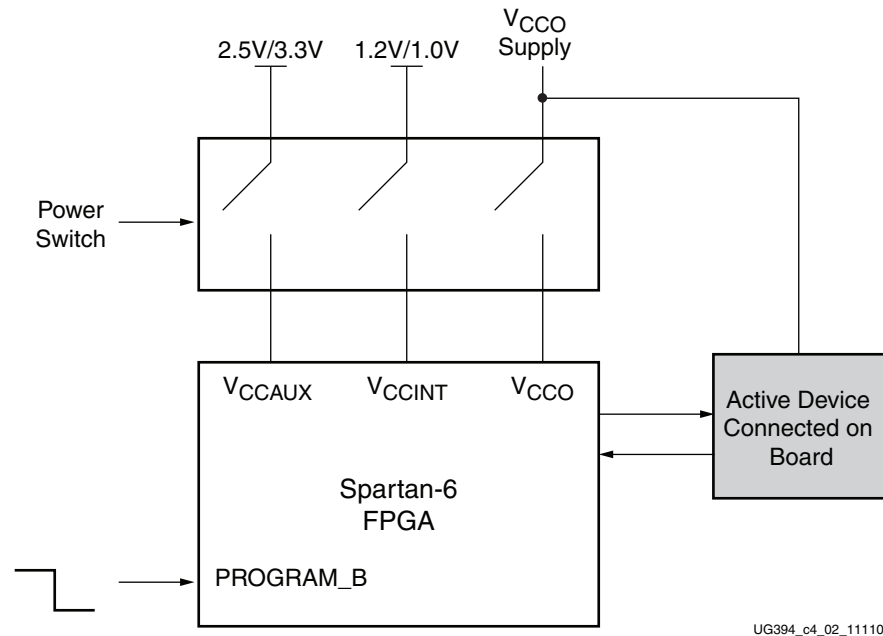 2.5V/3.3V
1.2V/1.0V
VCCO
Supply
Power
Switch
VCCAUX
VCCINT
VCCO
Active Device
Connected on
Board
Spartan-6
FPGA
PROGRAM_B
UG394_c4_02_11110